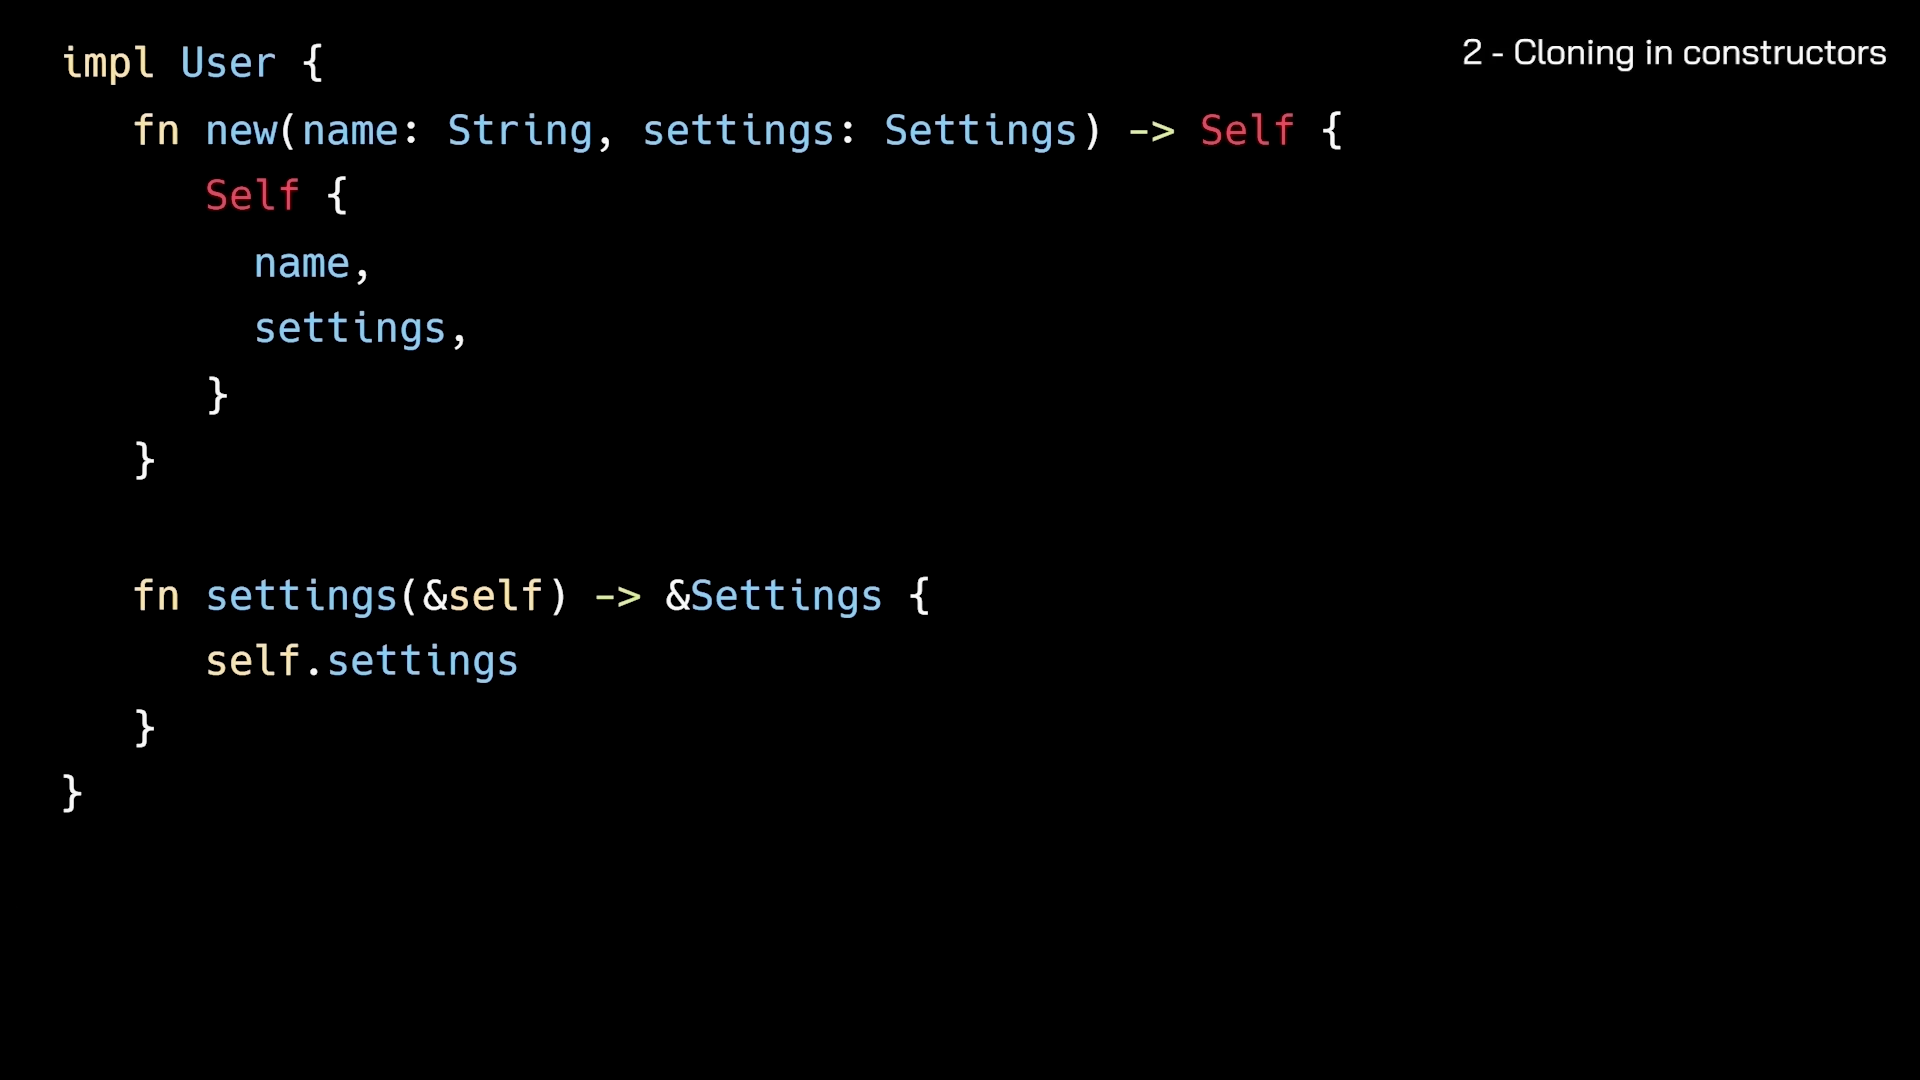 2 - Cloning in constructors
impl User {
fn new(name: String, settings: Settings) -> Self {
Self {
name,
settings,
}
}
fn settings(&self) -> &Settings {
self.settings
}
}